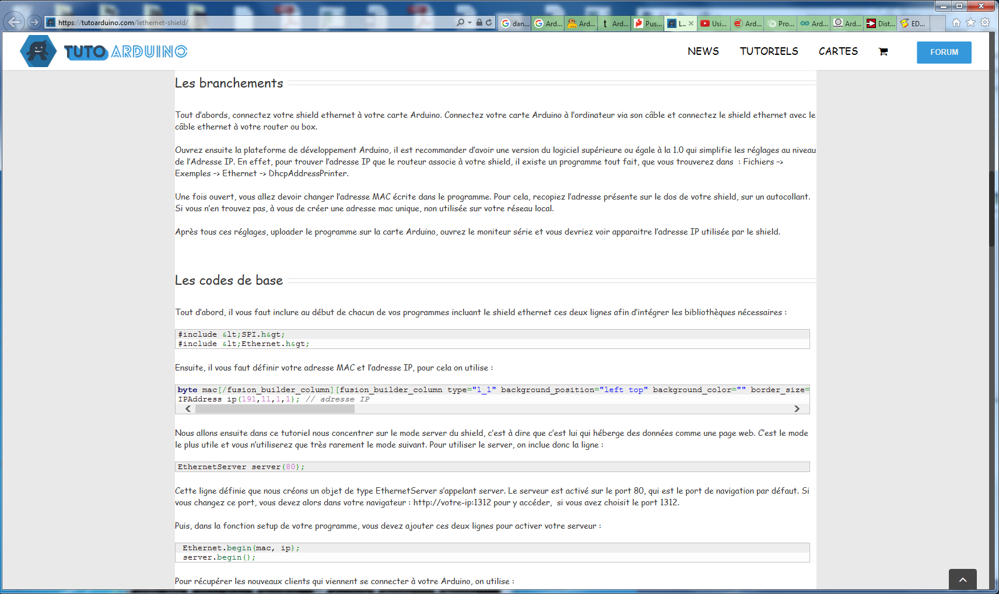 https://tutoarduino.com/lethernet-shield/
dan...
Ard...
Ard...
Ard...
Pus...
L...
Usi...
Ard...
Pro...
Ard...
Ard...
Dist...
ED...
TUTO ARDUINO
NEWS
TUTORIELS
CARTES
FORUM
Les branchements
Tout d'abords, connectez votre shield ethernet à votre carte Arduino. Connectez votre carte Arduino à l'ordinateur via son câble et connectez le shield ethernet avec le
câble ethernet à votre router ou box.
Ouvrez ensuite la plateforme de développement Arduino, il est recommander d'avoir une version du logiciel supérieure ou égale à la 1.0 qui simplifie les réglages au niveau
de l'Adresse IP. En effet, pour trouver l'adresse IP que le routeur associe à votre shield, il existe un programme tout fait, que vous trouverez dans  : Fichiers –>
Exemples –> Ethernet –> DhcpAddressPrinter.
Une fois ouvert, vous allez devoir changer l'adresse MAC écrite dans le programme. Pour cela, recopiez l'adresse présente sur le dos de votre shield, sur un autocollant.
Si vous n'en trouvez pas, à vous de créer une adresse mac unique, non utilisée sur votre réseau local.
Après tous ces réglages, uploader le programme sur la carte Arduino, ouvrez le moniteur série et vous devriez voir apparaitre l'adresse IP utilisée par le shield.
Les codes de base
Tout d'abord, il vous faut inclure au début de chacun de vos programmes incluant le shield ethernet ces deux lignes afin d'intégrer les bibliothèques nécessaires :
#include &lt;SPI.h&gt;
#include &lt;Ethernet.h&gt;
Ensuite, il vous faut définir votre adresse MAC et l'adresse IP, pour cela on utilise :
byte mac[/fusion_builder_column][fusion_builder_column type="1_1" background_position="left top" background_color="" border_size=
IPAddress ip(191,11,1,1); // adresse IP
Nous allons ensuite dans ce tutoriel nous concentrer sur le mode server du shield, c'est à dire que c'est lui qui héberge des données comme une page web. C'est le mode
le plus utile et vous n'utiliserez que très rarement le mode suivant. Pour utiliser le server, on inclue donc la ligne :
EthernetServer server(80);
Cette ligne définie que nous créons un objet de type EthernetServer s'appelant server. Le serveur est activé sur le port 80, qui est le port de navigation par défaut. Si
vous changez ce port, vous devez alors dans votre navigateur : http://votre-ip:1312 pour y accéder,  si vous avez choisit le port 1312.
Puis, dans la fonction setup de votre programme, vous devez ajouter ces deux lignes pour activer votre serveur :
Ethernet.begin(mac, ip);
server.begin();
Pour récupérer les nouveaux clients qui viennent se connecter à votre Arduino, on utilise :